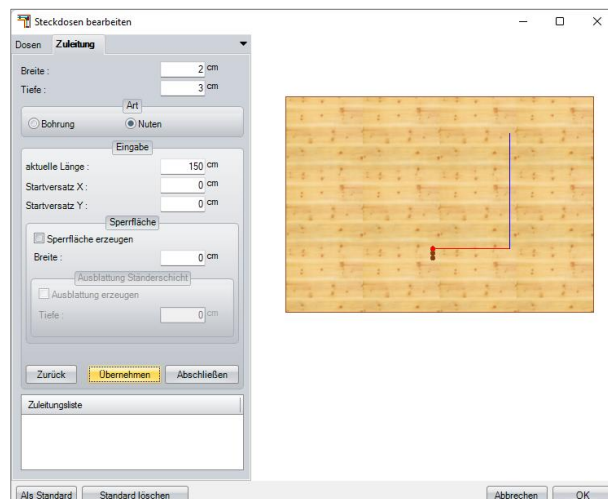 Steckdosen bearbeiten
Dosen Zuleitung
Breite : 2 cm
Tiefe : 3 cm
Art
Bohrung Nuten
Eingabe
aktuelle Länge : 150 cm
Startversatz X : 0 cm
Startversatz Y : 0 cm
Sperrfläche
Sperrfläche erzeugen
Breite : 0 cm
Ausblattung Ständerschicht
Ausblattung erzeugen
Tiefe : 0 cm
Zurück Übernehmen Abschließen
Zuleitungsliste
Als Standard Standard löschen Abbrechen OK